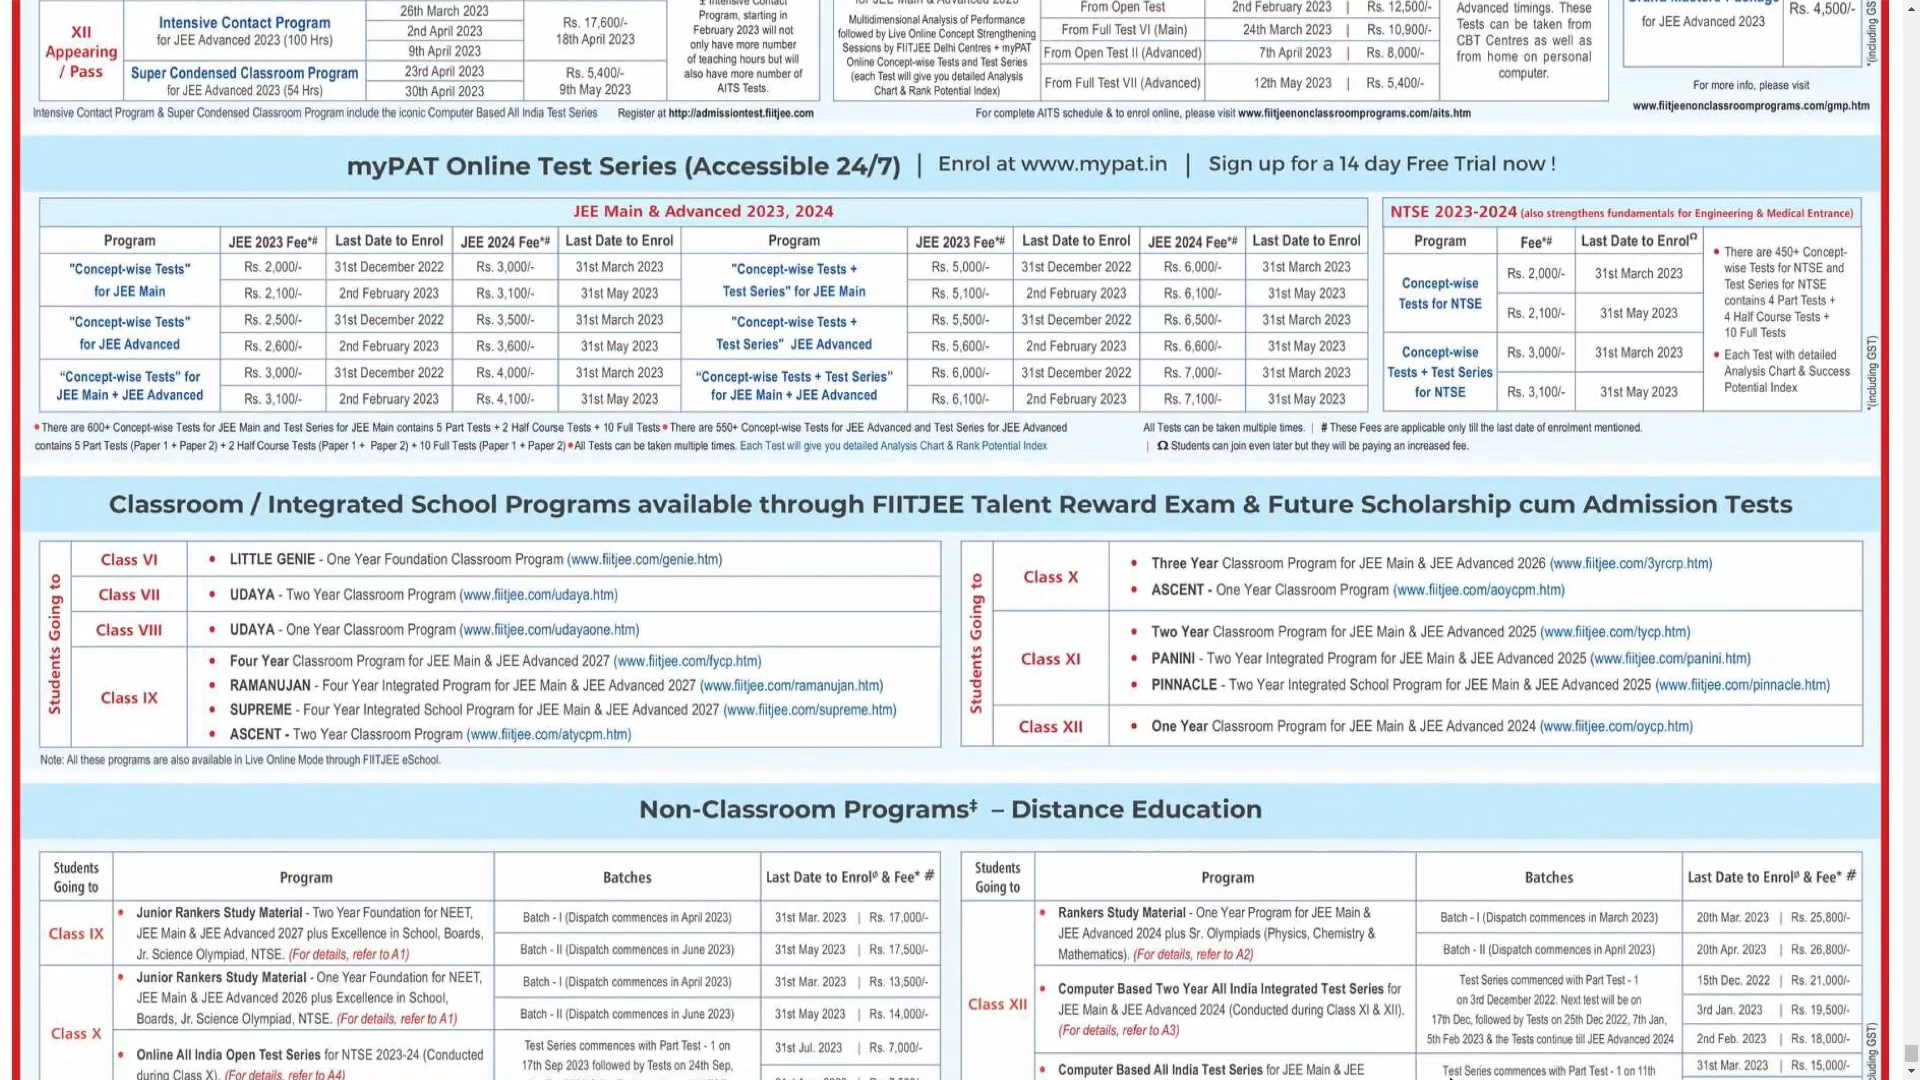 26th March 2023
2nd April 2023
9th April 2023
23rd April 2023
30th April 2023
XII
Appearing
/ Pass
Intensive Contact Program
for JEE Advanced 2023 (100 Hrs)
Super Condensed Classroom Program
for JEE Advanced 2023 (54 Hrs)
Rs. 17,600/-
18th April 2023
Rs. 5,400/-
9th May 2023
Program, starting in
February 2023 will not
only have more number
of teaching hours but will
also have more number of
AITS Tests.
Multidimensional Analysis of Performance
followed by Live Online Concept Strengthening
Sessions by FIITJEE Delhi Centres + myPAT
Online Concept-wise Tests and Test Series
(each Test will give you detailed Analysis
Chart & Rank Potential Index)
From Open Test 2nd February 2023 | Rs. 12,500/-
From Full Test VI (Main) 24th March 2023 | Rs. 10,900/-
From Open Test II (Advanced) 7th April 2023 | Rs. 8,000/-
From Full Test VII (Advanced) 12th May 2023 | Rs. 5,400/-
Advanced timings. These
Tests can be taken from
CBT Centres as well as
from home on personal
computer.
for JEE Advanced 2023
Rs. 4,500/-
For more info, please visit
www.fiitjeenonclassroomprograms.com/gmp.htm
Intensive Contact Program & Super Condensed Classroom Program include the iconic Computer Based All India Test Series Register at http://admissiontest.fiitjee.com
For complete AITS schedule & to enrol online, please visit www.fiitjeenonclassroomprograms.com/aits.htm
myPAT Online Test Series (Accessible 24/7) | Enrol at www.mypat.in | Sign up for a 14 day Free Trial now !
JEE Main & Advanced 2023, 2024
Program JEE 2023 Fee*# Last Date to Enrol JEE 2024 Fee*# Last Date to Enrol Program JEE 2023 Fee*# Last Date to Enrol JEE 2024 Fee*# Last Date to Enrol
"Concept-wise Tests"
for JEE Main
Rs. 2,000/- 31st December 2022 Rs. 3,000/- 31st March 2023
Rs. 2,100/- 2nd February 2023 Rs. 3,100/- 31st May 2023
"Concept-wise Tests +
Test Series" for JEE Main
Rs. 5,000/- 31st December 2022 Rs. 6,000/- 31st March 2023
Rs. 5,100/- 2nd February 2023 Rs. 6,100/- 31st May 2023
"Concept-wise Tests"
for JEE Advanced
Rs. 2,500/- 31st December 2022 Rs. 3,500/- 31st March 2023
Rs. 2,600/- 2nd February 2023 Rs. 3,600/- 31st May 2023
"Concept-wise Tests +
Test Series" JEE Advanced
Rs. 5,500/- 31st December 2022 Rs. 6,500/- 31st March 2023
Rs. 5,600/- 2nd February 2023 Rs. 6,600/- 31st May 2023
"Concept-wise Tests" for
JEE Main + JEE Advanced
Rs. 3,000/- 31st December 2022 Rs. 4,000/- 31st March 2023
Rs. 3,100/- 2nd February 2023 Rs. 4,100/- 31st May 2023
"Concept-wise Tests + Test Series"
for JEE Main + JEE Advanced
Rs. 6,000/- 31st December 2022 Rs. 7,000/- 31st March 2023
Rs. 6,100/- 2nd February 2023 Rs. 7,100/- 31st May 2023
NTSE 2023-2024 (also strengthens fundamentals for Engineering & Medical Entrance)
Program Fee*# Last Date to EnrolΩ
Concept-wise
Tests for NTSE
Rs. 2,000/- 31st March 2023
Rs. 2,100/- 31st May 2023
Concept-wise
Tests + Test Series
for NTSE
Rs. 3,000/- 31st March 2023
Rs. 3,100/- 31st May 2023
• There are 450+ Concept-
wise Tests for NTSE and
Test Series for NTSE
contains 4 Part Tests +
4 Half Course Tests +
10 Full Tests
• Each Test with detailed
Analysis Chart & Success
Potential Index
*(including GST)
• There are 600+ Concept-wise Tests for JEE Main and Test Series for JEE Main contains 5 Part Tests + 2 Half Course Tests + 10 Full Tests • There are 550+ Concept-wise Tests for JEE Advanced and Test Series for JEE Advanced
contains 5 Part Tests (Paper 1 + Paper 2) + 2 Half Course Tests (Paper 1 + Paper 2) + 10 Full Tests (Paper 1 + Paper 2) • All Tests can be taken multiple times. Each Test will give you detailed Analysis Chart & Rank Potential Index
All Tests can be taken multiple times. | # These Fees are applicable only till the last date of enrolment mentioned.
| Ω Students can join even later but they will be paying an increased fee.
Classroom / Integrated School Programs available through FIITJEE Talent Reward Exam & Future Scholarship cum Admission Tests
Students Going to
Class VI • LITTLE GENIE - One Year Foundation Classroom Program (www.fiitjee.com/genie.htm)
Class VII • UDAYA - Two Year Classroom Program (www.fiitjee.com/udaya.htm)
Class VIII • UDAYA - One Year Classroom Program (www.fiitjee.com/udayaone.htm)
Class IX
• Four Year Classroom Program for JEE Main & JEE Advanced 2027 (www.fiitjee.com/fycp.htm)
• RAMANUJAN - Four Year Integrated Program for JEE Main & JEE Advanced 2027 (www.fiitjee.com/ramanujan.htm)
• SUPREME - Four Year Integrated School Program for JEE Main & JEE Advanced 2027 (www.fiitjee.com/supreme.htm)
• ASCENT - Two Year Classroom Program (www.fiitjee.com/atycpm.htm)
Students Going to
Class X
• Three Year Classroom Program for JEE Main & JEE Advanced 2026 (www.fiitjee.com/3yrcrp.htm)
• ASCENT - One Year Classroom Program (www.fiitjee.com/aoycpm.htm)
Class XI
• Two Year Classroom Program for JEE Main & JEE Advanced 2025 (www.fiitjee.com/tycp.htm)
• PANINI - Two Year Integrated Program for JEE Main & JEE Advanced 2025 (www.fiitjee.com/panini.htm)
• PINNACLE - Two Year Integrated School Program for JEE Main & JEE Advanced 2025 (www.fiitjee.com/pinnacle.htm)
Class XII • One Year Classroom Program for JEE Main & JEE Advanced 2024 (www.fiitjee.com/oycp.htm)
Note: All these programs are also available in Live Online Mode through FIITJEE eSchool.
Non-Classroom Programs‡ – Distance Education
Students
Going to
Program Batches Last Date to Enrolᶲ & Fee* #
Class IX
• Junior Rankers Study Material - Two Year Foundation for NEET,
JEE Main & JEE Advanced 2027 plus Excellence in School, Boards,
Jr. Science Olympiad, NTSE. (For details, refer to A1)
Batch - I (Dispatch commences in April 2023) 31st Mar. 2023 | Rs. 17,000/-
Batch - II (Dispatch commences in June 2023) 31st May 2023 | Rs. 17,500/-
Class X
• Junior Rankers Study Material - One Year Foundation for NEET,
JEE Main & JEE Advanced 2026 plus Excellence in School,
Boards, Jr. Science Olympiad, NTSE. (For details, refer to A1)
Batch - I (Dispatch commences in April 2023) 31st Mar. 2023 | Rs. 13,500/-
Batch - II (Dispatch commences in June 2023) 31st May 2023 | Rs. 14,000/-
• Online All India Open Test Series for NTSE 2023-24 (Conducted
during Class X). (For details, refer to A4)
Test Series commences with Part Test - 1 on
17th Sep 2023 followed by Tests on 24th Sep,
31st Jul. 2023 | Rs. 7,000/-
Students
Going to
Program Batches Last Date to Enrolᶲ & Fee* #
Class XII
• Rankers Study Material - One Year Program for JEE Main &
JEE Advanced 2024 plus Sr. Olympiads (Physics, Chemistry &
Mathematics). (For details, refer to A2)
Batch - I (Dispatch commences in March 2023) 20th Mar. 2023 | Rs. 25,800/-
Batch - II (Dispatch commences in April 2023) 20th Apr. 2023 | Rs. 26,800/-
• Computer Based Two Year All India Integrated Test Series for
JEE Main & JEE Advanced 2024 (Conducted during Class XI & XII).
(For details, refer to A3)
Test Series commenced with Part Test - 1
on 3rd December 2022. Next test will be on
17th Dec, followed by Tests on 25th Dec 2022, 7th Jan,
5th Feb 2023 & the Tests continue till JEE Advanced 2024
15th Dec. 2022 | Rs. 21,000/-
3rd Jan. 2023 | Rs. 19,500/-
2nd Feb. 2023 | Rs. 18,000/-
• Computer Based All India Test Series for JEE Main & JEE
Test Series commences with Part Test - 1 on 11th
31st Mar. 2023 | Rs. 15,000/-